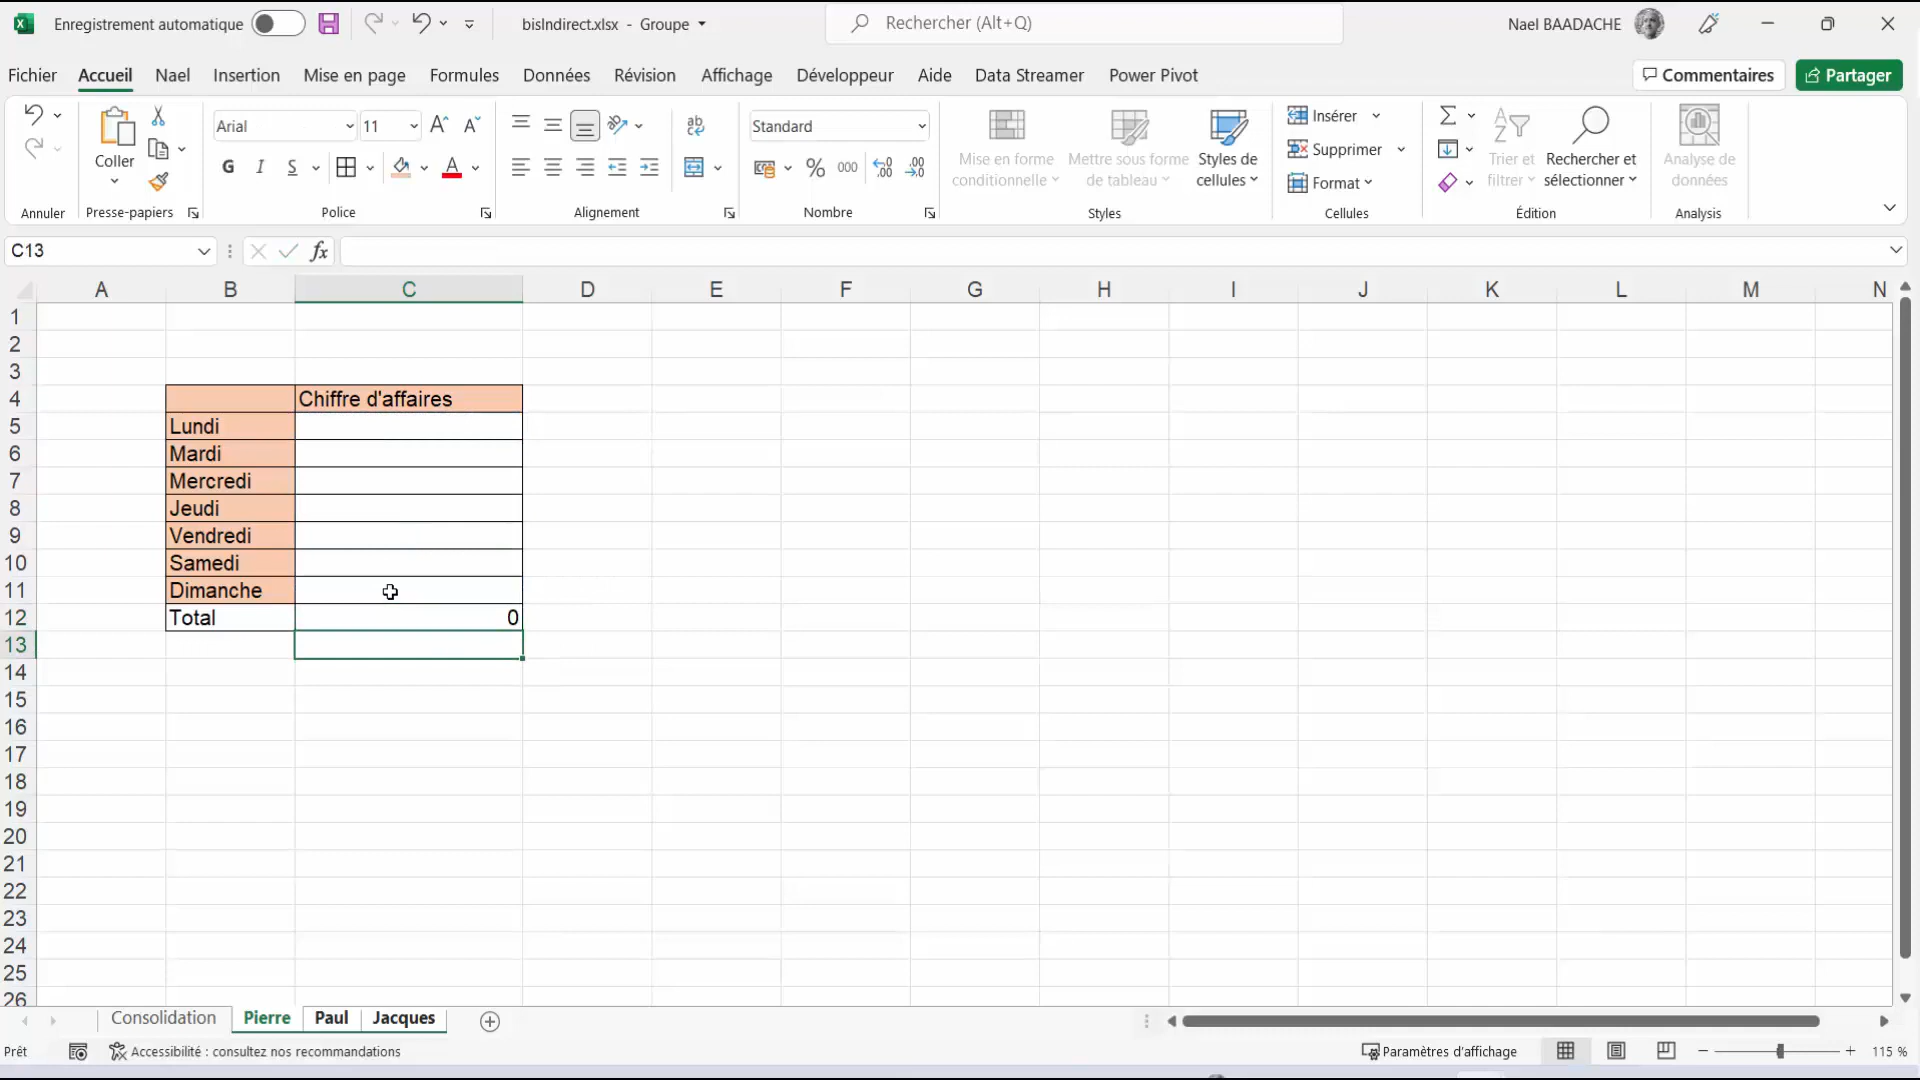 Enregistrement automatique
bisIndirect.xlsx - Groupe
Rechercher (Alt+Q)
Nael BAADACHE
Fichier Accueil Nael Insertion Mise en page Formules Données Révision Affichage Développeur Aide Data Streamer Power Pivot
Commentaires
Partager
Coller
Annuler
Presse-papiers
Arial
11
G I S
Police
ab
Alignement
Standard
% 000
Nombre
Mise en forme conditionnelle
Mettre sous forme de tableau
Styles de cellules
Styles
Insérer
Supprimer
Format
Cellules
Trier et filtrer
Rechercher et sélectionner
Édition
Analyse de données
Analysis
C13
fx
A B C D E F G H I J K L M N
1
2
3
4 Chiffre d'affaires
5 Lundi
6 Mardi
7 Mercredi
8 Jeudi
9 Vendredi
10 Samedi
11 Dimanche
12 Total 0
13
14
15
16
17
18
19
20
21
22
23
24
25
26
Consolidation Pierre Paul Jacques
Prêt
Accessibilité : consultez nos recommandations
Paramètres d'affichage
115 %